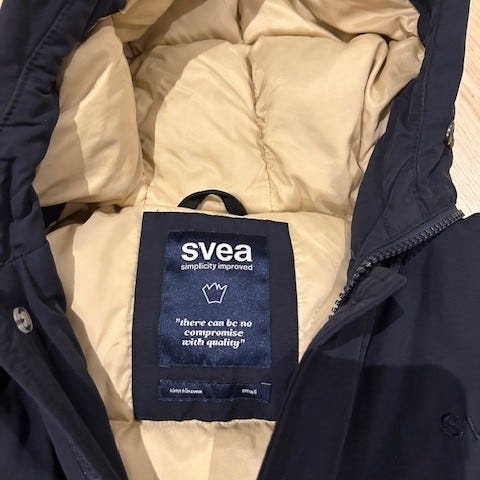 svea
simplicity improved
"there can be no
compromise
with quality"
small
S